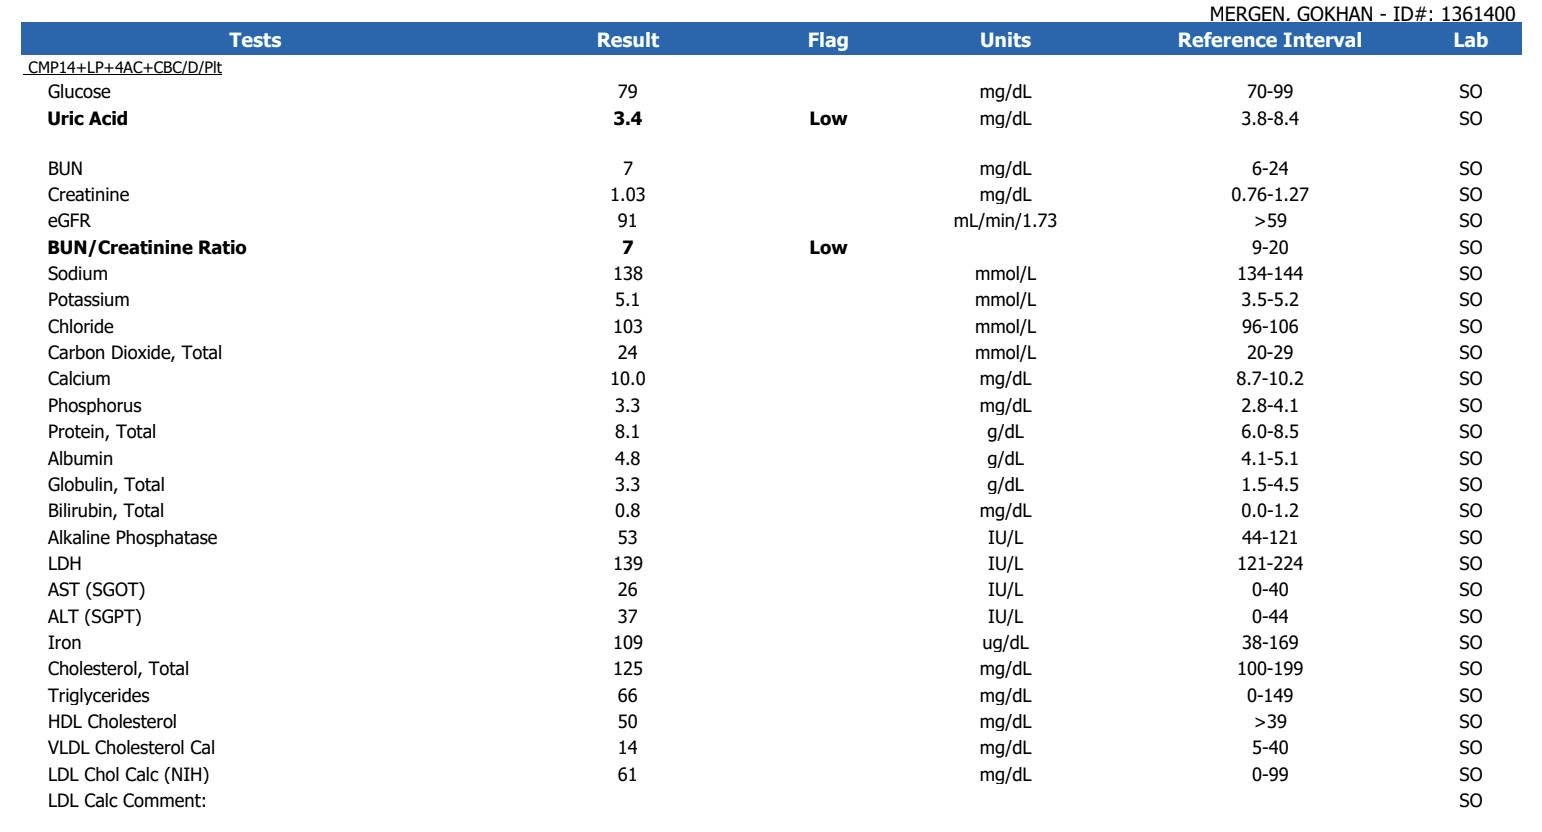 MERGEN, GOKHAN - ID#: 1361400
Tests Result Flag Units Reference Interval Lab
CMP14+LP+4AC+CBC/D/Plt
Glucose 79 mg/dL 70-99 SO
Uric Acid 3.4 Low mg/dL 3.8-8.4 SO
BUN 7 mg/dL 6-24 SO
Creatinine 1.03 mg/dL 0.76-1.27 SO
eGFR 91 mL/min/1.73 >59 SO
BUN/Creatinine Ratio 7 Low 9-20 SO
Sodium 138 mmol/L 134-144 SO
Potassium 5.1 mmol/L 3.5-5.2 SO
Chloride 103 mmol/L 96-106 SO
Carbon Dioxide, Total 24 mmol/L 20-29 SO
Calcium 10.0 mg/dL 8.7-10.2 SO
Phosphorus 3.3 mg/dL 2.8-4.1 SO
Protein, Total 8.1 g/dL 6.0-8.5 SO
Albumin 4.8 g/dL 4.1-5.1 SO
Globulin, Total 3.3 g/dL 1.5-4.5 SO
Bilirubin, Total 0.8 mg/dL 0.0-1.2 SO
Alkaline Phosphatase 53 IU/L 44-121 SO
LDH 139 IU/L 121-224 SO
AST (SGOT) 26 IU/L 0-40 SO
ALT (SGPT) 37 IU/L 0-44 SO
Iron 109 ug/dL 38-169 SO
Cholesterol, Total 125 mg/dL 100-199 SO
Triglycerides 66 mg/dL 0-149 SO
HDL Cholesterol 50 mg/dL >39 SO
VLDL Cholesterol Cal 14 mg/dL 5-40 SO
LDL Chol Calc (NIH) 61 mg/dL 0-99 SO
LDL Calc Comment: SO